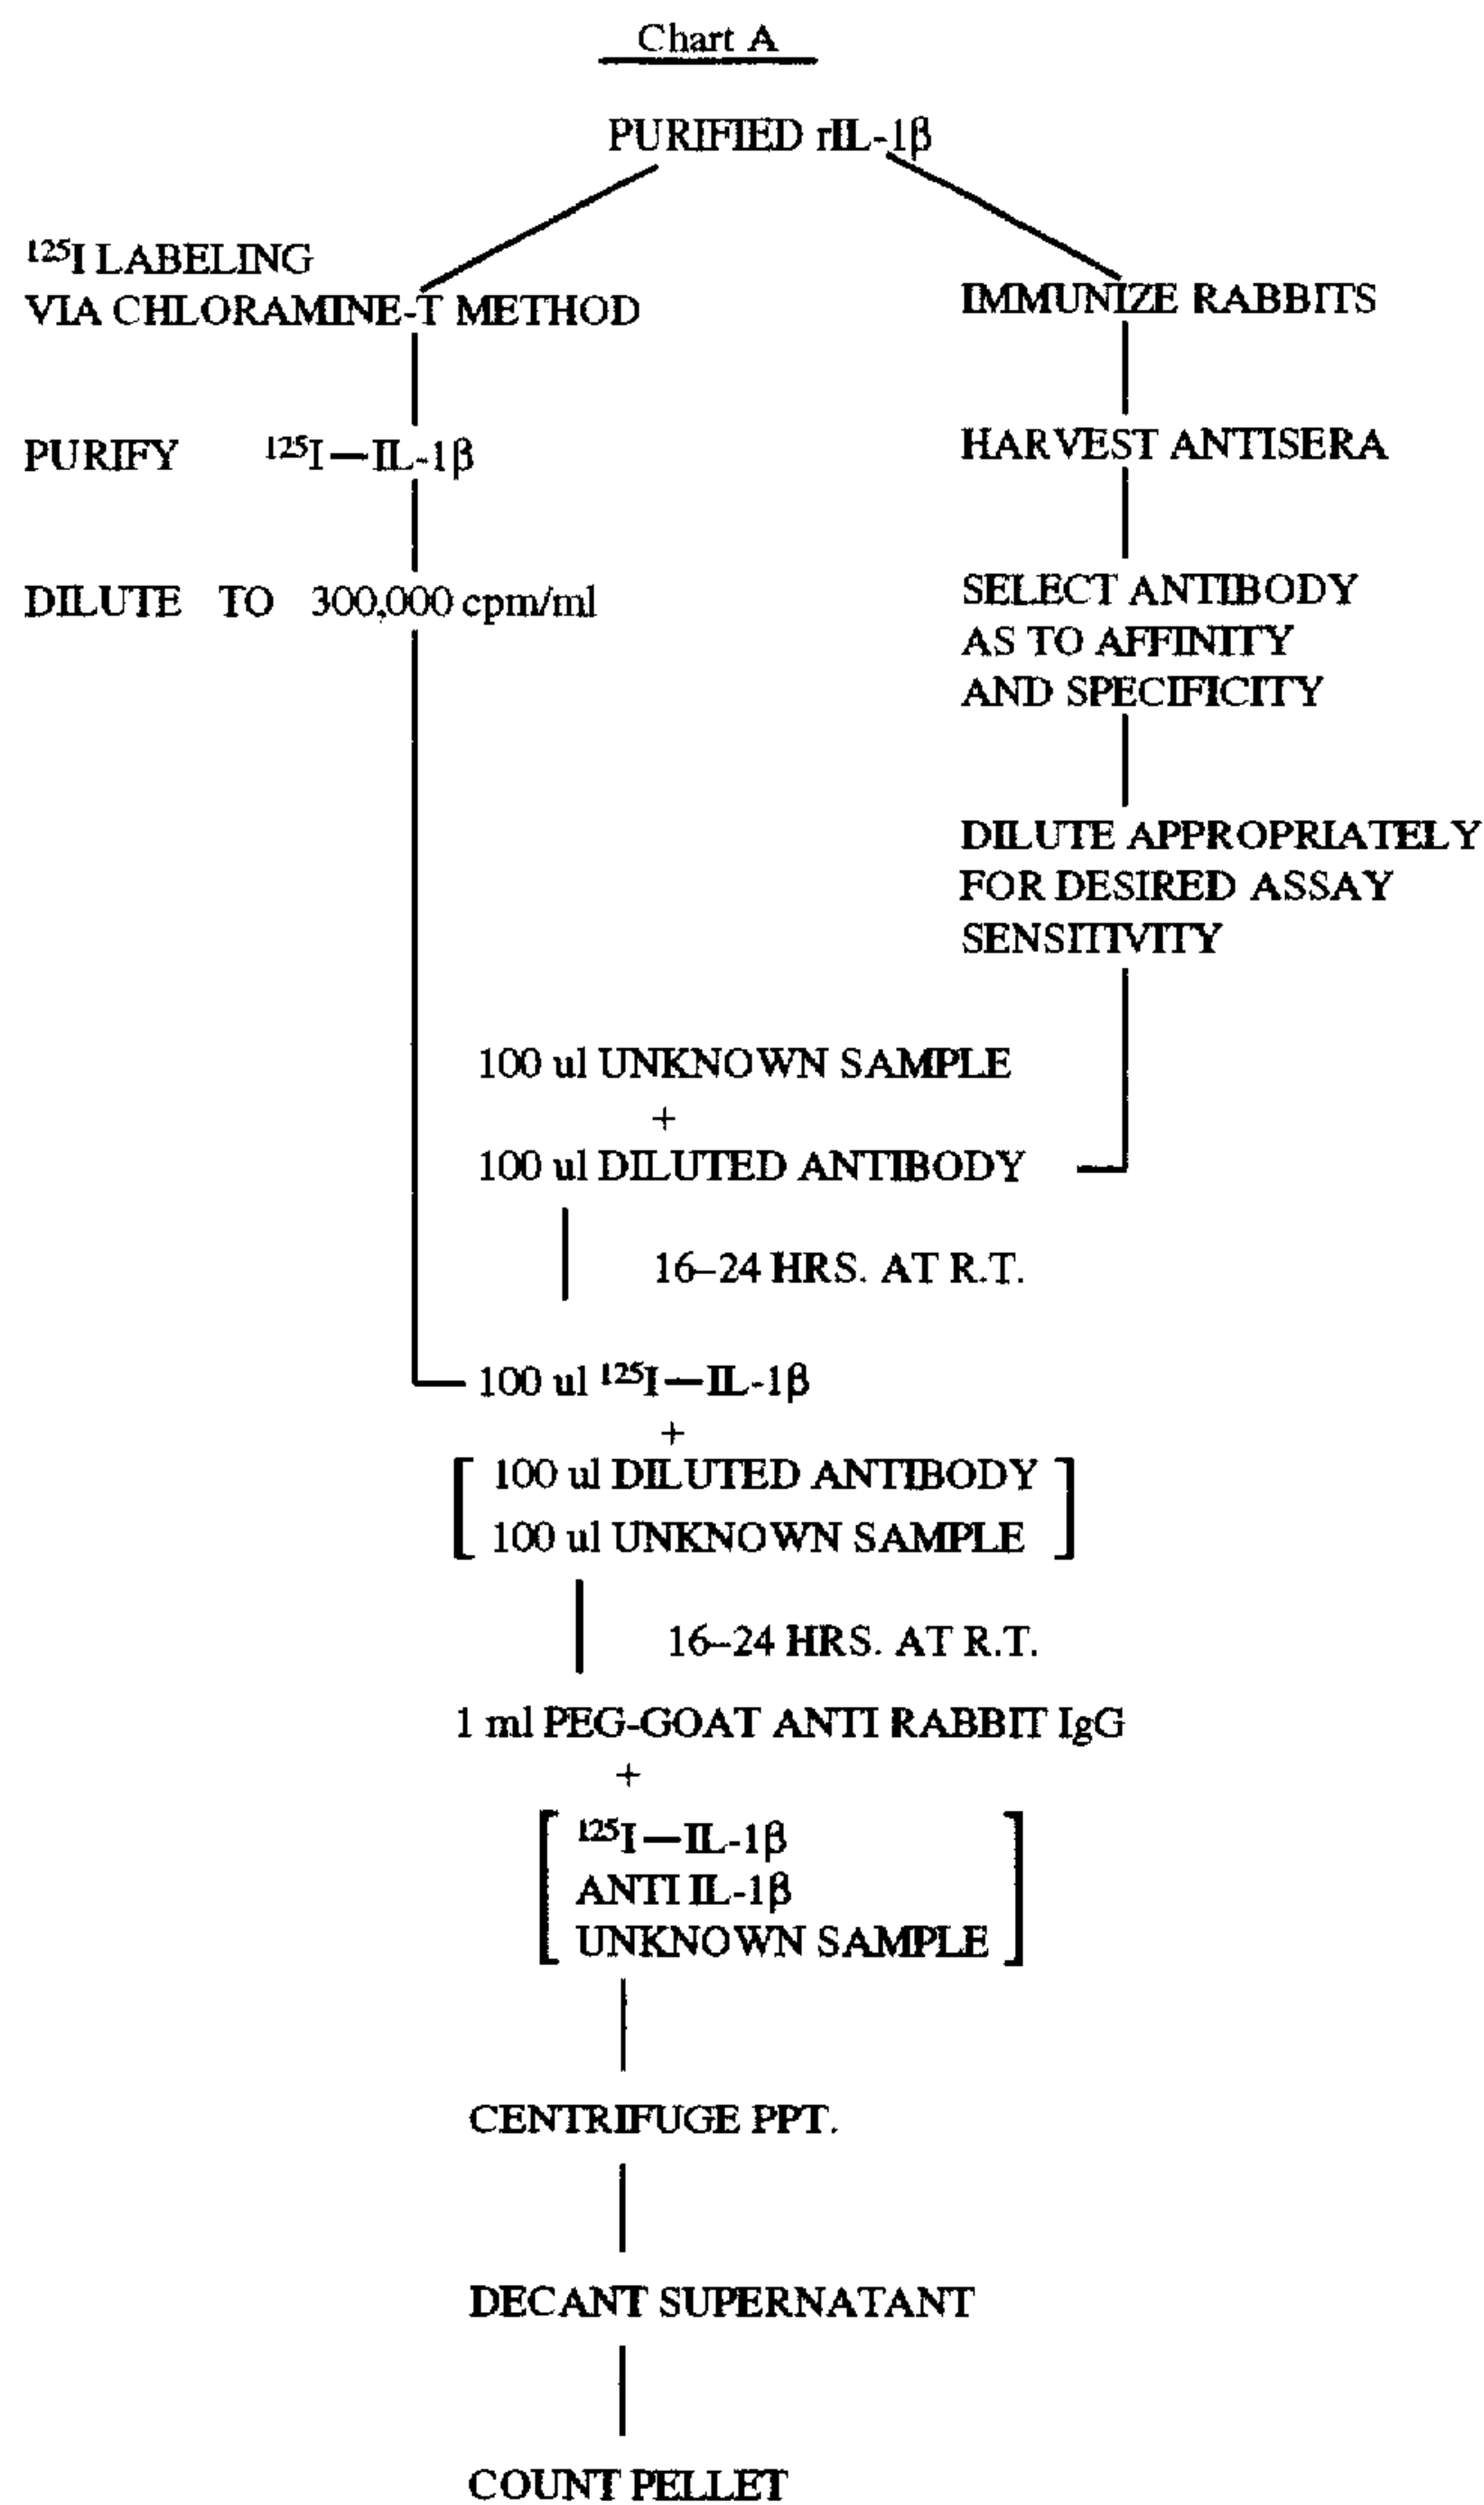 Chart A
PURIFIED rIL-1β
¹²⁵I LABELING
VIA CHLORAMINE-T METHOD
PURIFY ¹²⁵I—IL-1β
DILUTE TO 300,000 cpm/ml
IMMUNIZE RABBITS
HARVEST ANTISERA
SELECT ANTIBODY
AS TO AFFINITY
AND SPECIFICITY
DILUTE APPROPRIATELY
FOR DESIRED ASSAY
SENSITIVITY
100 ul UNKNOWN SAMPLE
+
100 ul DILUTED ANTIBODY
16–24 HRS. AT R.T.
100 ul ¹²⁵I—IL-1β
+
[ 100 ul DILUTED ANTIBODY
100 ul UNKNOWN SAMPLE ]
16–24 HRS. AT R.T.
1 ml PEG-GOAT ANTI RABBIT IgG
+
[ ¹²⁵I—IL-1β
ANTI IL-1β
UNKNOWN SAMPLE ]
CENTRIFUGE PPT.
DECANT SUPERNATANT
COUNT PELLET